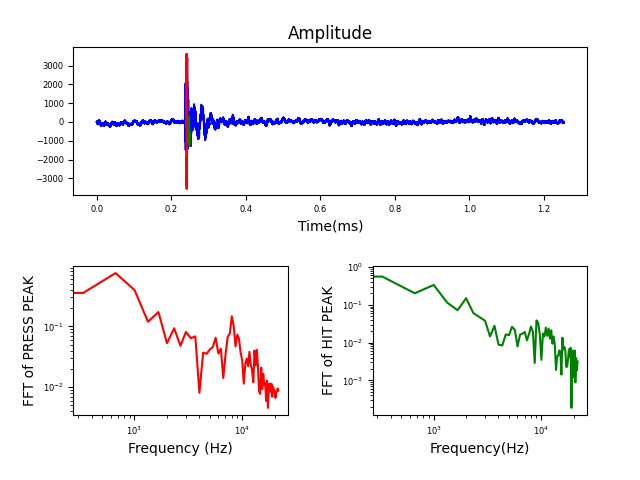 Amplitude
3000
2000
1000
0
−1000
−2000
−3000
0.0 0.2 0.4 0.6 0.8 1.0 1.2
Time(ms)
FFT of PRESS PEAK
10⁻¹
10⁻²
10³ 10⁴
Frequency (Hz)
FFT of HIT PEAK
10⁰
10⁻¹
10⁻²
10⁻³
10³ 10⁴
Frequency(Hz)